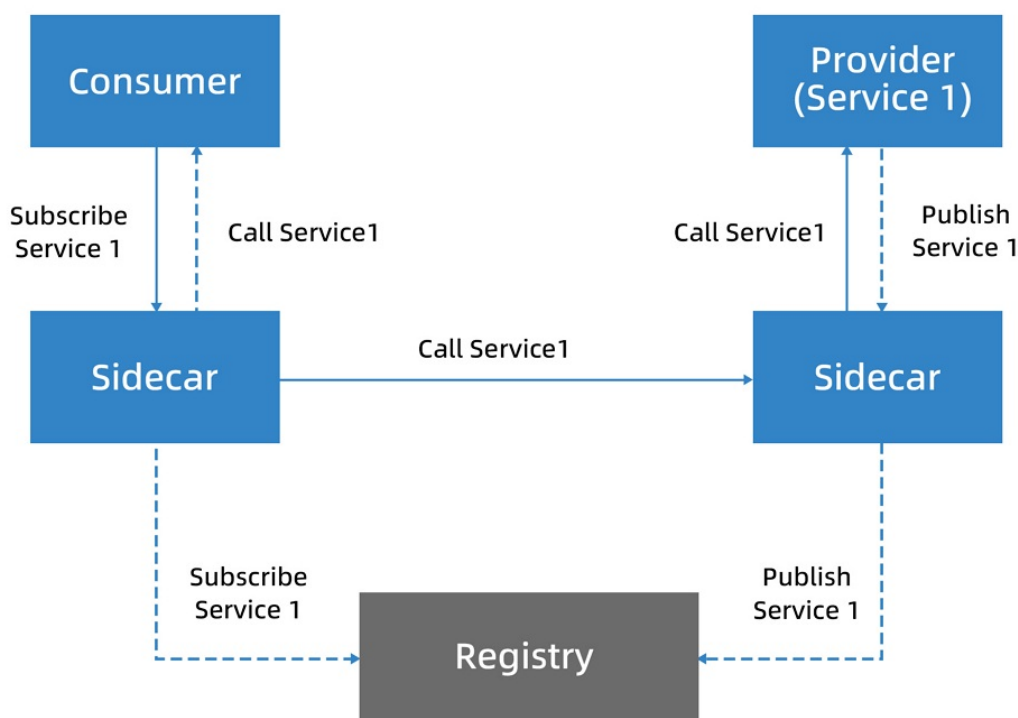 Consumer
Provider
(Service 1)
Subscribe
Service 1
Call Service1
Call Service1
Publish
Service 1
Sidecar
Call Service1
Sidecar
Subscribe
Service 1
Publish
Service 1
Registry